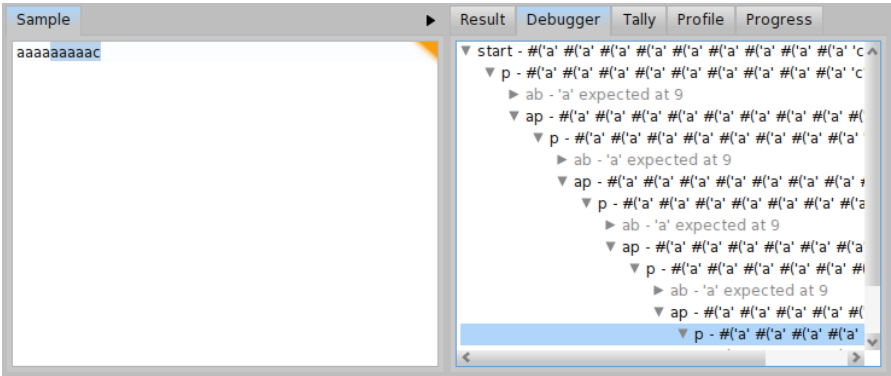 Sample
Result Debugger Tally Profile Progress
aaaaaaaaac
start - #('a' #('a' #('a' #('a' #('a' #('a' #('a' #('a' #('a' 'c
p - #('a' #('a' #('a' #('a' #('a' #('a' #('a' #('a' #('a' 'c'
ab - 'a' expected at 9
ap - #('a' #('a' #('a' #('a' #('a' #('a' #('a' #('a' #('
p - #('a' #('a' #('a' #('a' #('a' #('a' #('a' #('a' '
ab - 'a' expected at 9
ap - #('a' #('a' #('a' #('a' #('a' #('a' #('a' #
p - #('a' #('a' #('a' #('a' #('a' #('a' #('a
ab - 'a' expected at 9
ap - #('a' #('a' #('a' #('a' #('a' #('a'
p - #('a' #('a' #('a' #('a' #('a' #(
ab - 'a' expected at 9
ap - #('a' #('a' #('a' #('a' #('
p - #('a' #('a' #('a' #('a'